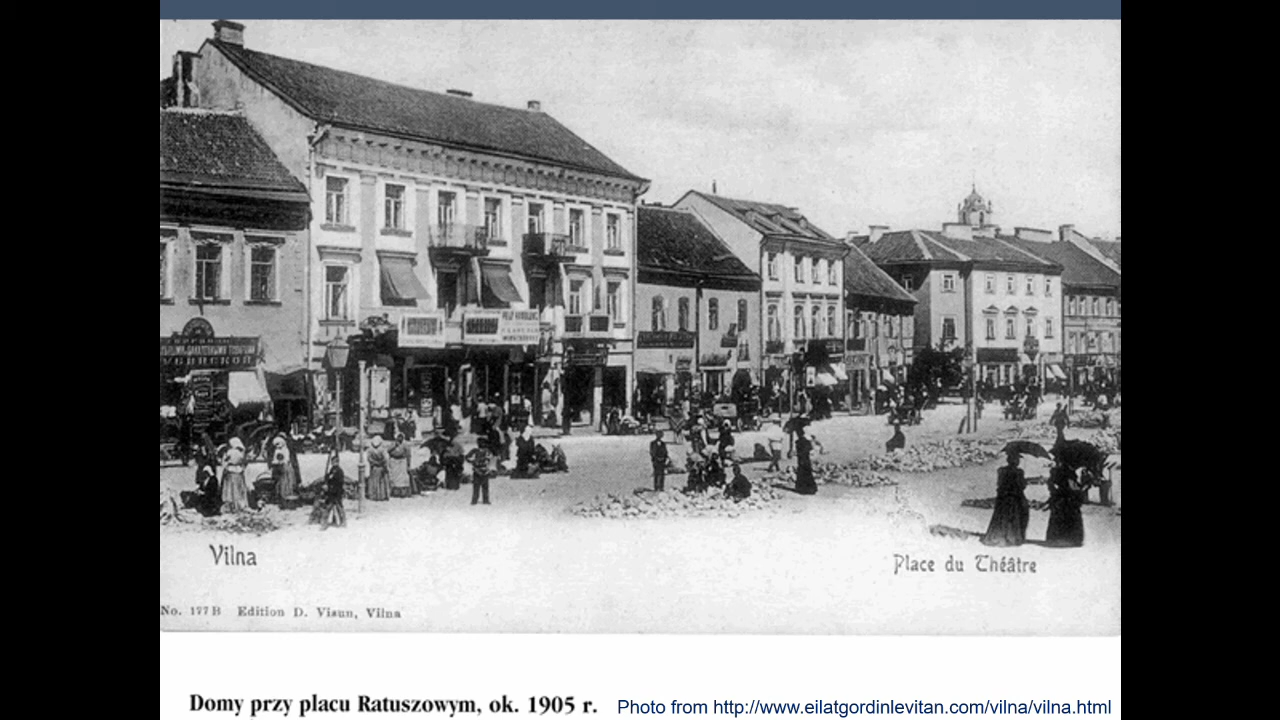 Vilna
Place du Théâtre
No. 177B Edition D. Visun, Vilna
Domy przy placu Ratuszowym, ok. 1905 r.
Photo from http://www.eilatgordinlevitan.com/vilna/vilna.html